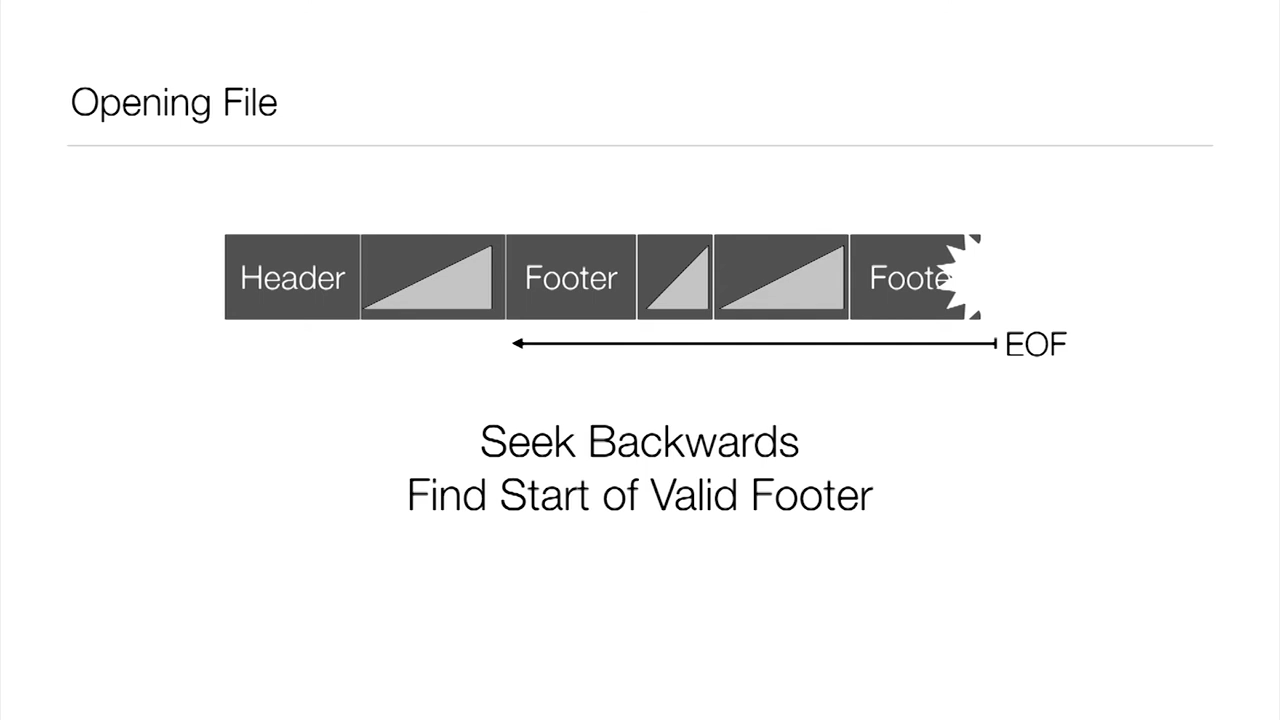 Opening File
Header
Footer
Foote
EOF
Seek Backwards
Find Start of Valid Footer